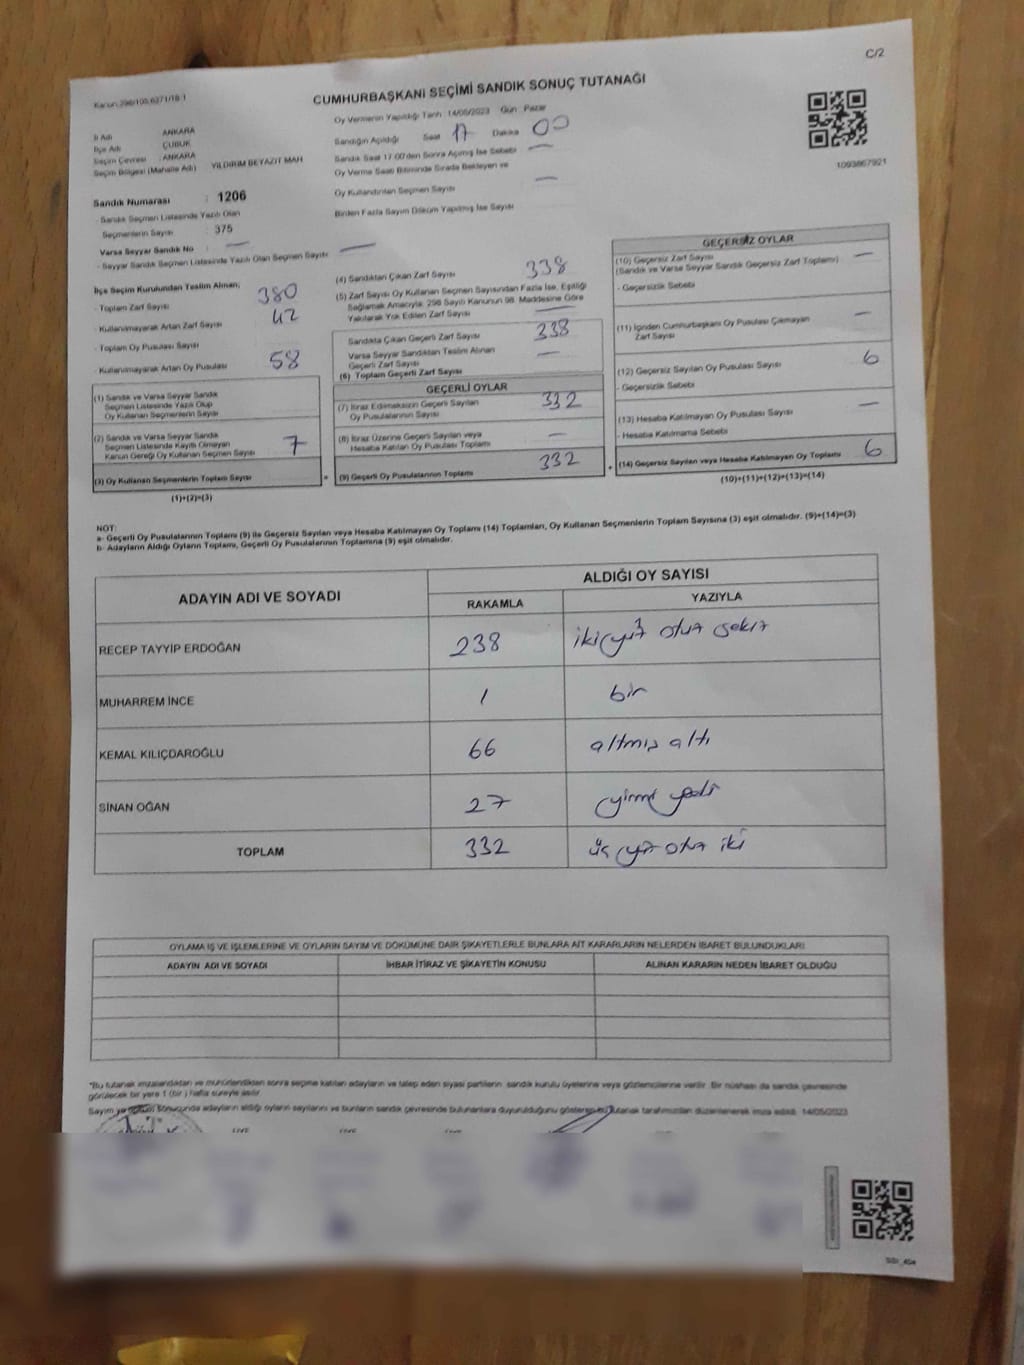 C/2
Kanun:298/105,6271/18-1
CUMHURBAŞKANI SEÇİMİ SANDIK SONUÇ TUTANAĞI
Oy Vermenin Yapıldığı Tarih :14/05/2023 Gün : Pazar
İl Adı : ANKARA
İlçe Adı : ÇUBUK
Seçim Çevresi : ANKARA
Seçim Bölgesi (Mahalle Adı) : YILDIRIM BEYAZIT MAH
Sandığın Açıldığı Saat 17 Dakika 00
Sandık Saat 17.00'den Sonra Açılmış İse Sebebi —
Oy Verme Saati Bitiminde Sırada Bekleyen ve
Oy Kullandırılan Seçmen Sayısı —
Birden Fazla Sayım Döküm Yapılmış İse Sayısı
1093867921
Sandık Numarası : 1206
- Sandık Seçmen Listesinde Yazılı Olan
Seçmenlerin Sayısı : 375
Varsa Seyyar Sandık No —
- Seyyar Sandık Seçmen Listesinde Yazılı Olan Seçmen Sayısı —
İlçe Seçim Kurulundan Teslim Alınan;
- Toplam Zarf Sayısı 380
- Kullanılmayarak Artan Zarf Sayısı 42
- Toplam Oy Pusulası Sayısı
- Kullanılmayarak Artan Oy Pusulası 58
(1) Sandık ve Varsa Seyyar Sandık
Seçmen Listesinde Yazılı Olup
Oy Kullanan Seçmenlerin Sayısı
(2) Sandık ve Varsa Seyyar Sandık
Seçmen Listesinde Kayıtlı Olmayan
Kanun Gereği Oy Kullanan Seçmen Sayısı 7
(3) Oy Kullanan Seçmenlerin Toplam Sayısı
(1)+(2)=(3)
(4) Sandıktan Çıkan Zarf Sayısı 338
(5) Zarf Sayısı Oy Kullanan Seçmen Sayısından Fazla İse, Eşitliği
Sağlamak Amacıyla; 298 Sayılı Kanunun 98. Maddesine Göre
Yakılarak Yok Edilen Zarf Sayısı —
Sandıkta Çıkan Geçerli Zarf Sayısı 338
Varsa Seyyar Sandıktan Teslim Alınan
Geçerli Zarf Sayısı —
(6) Toplam Geçerli Zarf Sayısı
GEÇERLİ OYLAR
(7) İtiraz Edilmeksizin Geçerli Sayılan
Oy Pusulalarının Sayısı 332
(8) İtiraz Üzerine Geçerli Sayılan veya
Hesaba Katılan Oy Pusulası Toplamı —
= (9) Geçerli Oy Pusulalarının Toplamı 332
GEÇERSİZ OYLAR
(10) Geçersiz Zarf Sayısı —
(Sandık ve Varsa Seyyar Sandık Geçersiz Zarf Toplamı)
- Geçersizlik Sebebi
(11) İçinden Cumhurbaşkanı Oy Pusulası Çıkmayan
Zarf Sayısı —
(12) Geçersiz Sayılan Oy Pusulası Sayısı 6
- Geçersizlik Sebebi
(13) Hesaba Katılmayan Oy Pusulası Sayısı —
- Hesaba Katılmama Sebebi
+ (14) Geçersiz Sayılan veya Hesaba Katılmayan Oy Toplamı 6
(10)+(11)+(12)+(13)=(14)
NOT:
a- Geçerli Oy Pusulalarının Toplamı (9) ile Geçersiz Sayılan veya Hesaba Katılmayan Oy Toplamı (14) Toplamları, Oy Kullanan Seçmenlerin Toplam Sayısına (3) eşit olmalıdır. (9)+(14)=(3)
b- Adayların Aldığı Oyların Toplamı, Geçerli Oy Pusulalarının Toplamına (9) eşit olmalıdır.
ADAYIN ADI VE SOYADI ALDIĞI OY SAYISI
RAKAMLA YAZIYLA
RECEP TAYYİP ERDOĞAN 238 ikiyüz otuz sekiz
MUHARREM İNCE 1 bir
KEMAL KILIÇDAROĞLU 66 altmış altı
SİNAN OĞAN 27 yirmi yedi
TOPLAM 332 üç yüz otuz iki
OYLAMA İŞ VE İŞLEMLERİNE VE OYLARIN SAYIM VE DÖKÜMÜNE DAİR ŞİKAYETLERLE BUNLARA AİT KARARLARIN NELERDEN İBARET BULUNDUKLARI
ADAYIN ADI VE SOYADI İHBAR İTİRAZ VE ŞİKAYETİN KONUSU ALINAN KARARIN NEDEN İBARET OLDUĞU
*Bu tutanak imzalandıktan ve mühürlendikten sonra seçime katılan adayların ve talep eden siyasi partilerin sandık kurulu üyelerine veya gözlemcilerine verilir. Bir nüshası da sandık çevresinde
görülecek bir yere 1 (bir) hafta süreyle asılır.
Sayım ve döküm sonucunda adayların aldığı oyların sayılarını ve bunların sandık çevresinde bulunanlara duyurulduğunu gösteren bu tutanak tarafımızdan düzenlenerek imza edildi. 14/05/2023